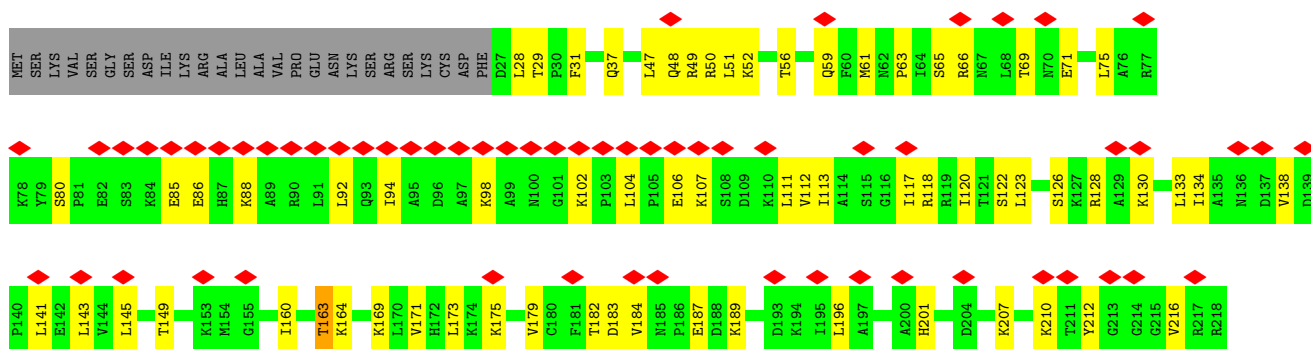 MET SER LYS VAL SER GLY SER ASP ILE LYS ARG ALA LEU ALA VAL PRO GLU ASN LYS SER ARG SER LYS CYS ASP PHE D27 L28 T29 P30 F31 Q37 L47 Q48 R49 R50 L51 K52 T56 Q59 F60 M61 N62 P63 I64 S65 R66 N67 L68 T69 N70 E71 L75 A76 R77
K78 Y79 S80 P81 E82 S83 K84 E85 E86 H87 K88 A89 R90 L91 L92 Q93 I94 A95 D96 A97 K98 A99 N100 G101 K102 P103 L104 P105 E106 K107 S108 D109 K110 L111 V112 I113 A114 S115 G116 I117 R118 R119 I120 T121 S122 L123 S126 K127 R128 A129 K130 L133 I134 A135 N136 D137 V138 D139
P140 L141 E142 L143 V144 L145 T149 K153 M154 G155 I160 T163 K164 K169 L170 V171 H172 L173 K174 K175 V179 C180 F181 T182 D183 V184 N185 P186 E187 D188 K189 D193 K194 I195 L196 A197 A200 H201 D204 K207 K210 T211 Y212 G213 G214 G215 V216 R217 R218